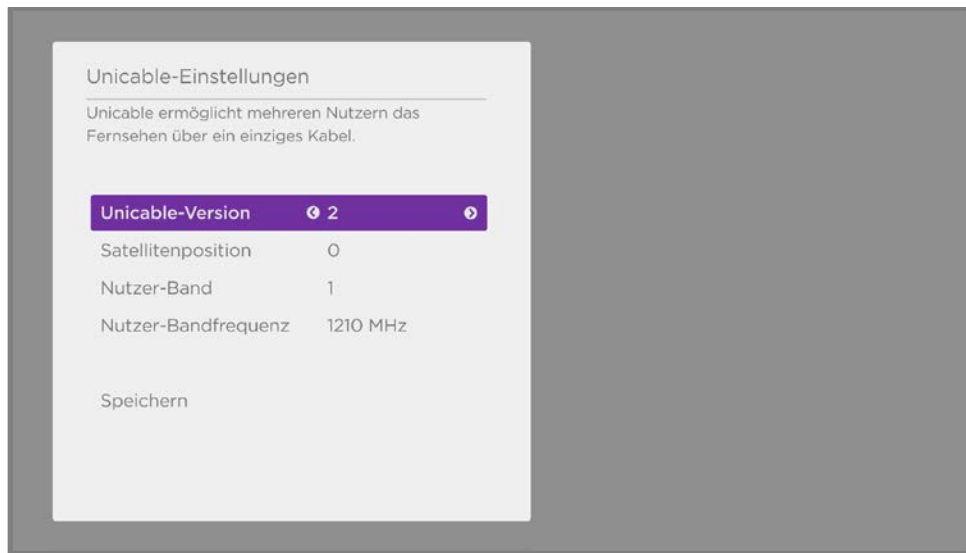 Unicable-Einstellungen
Unicable ermöglicht mehreren Nutzern das
Fernsehen über ein einziges Kabel.
Unicable-Version 2
Satellitenposition 0
Nutzer-Band 1
Nutzer-Bandfrequenz 1210 MHz
Speichern